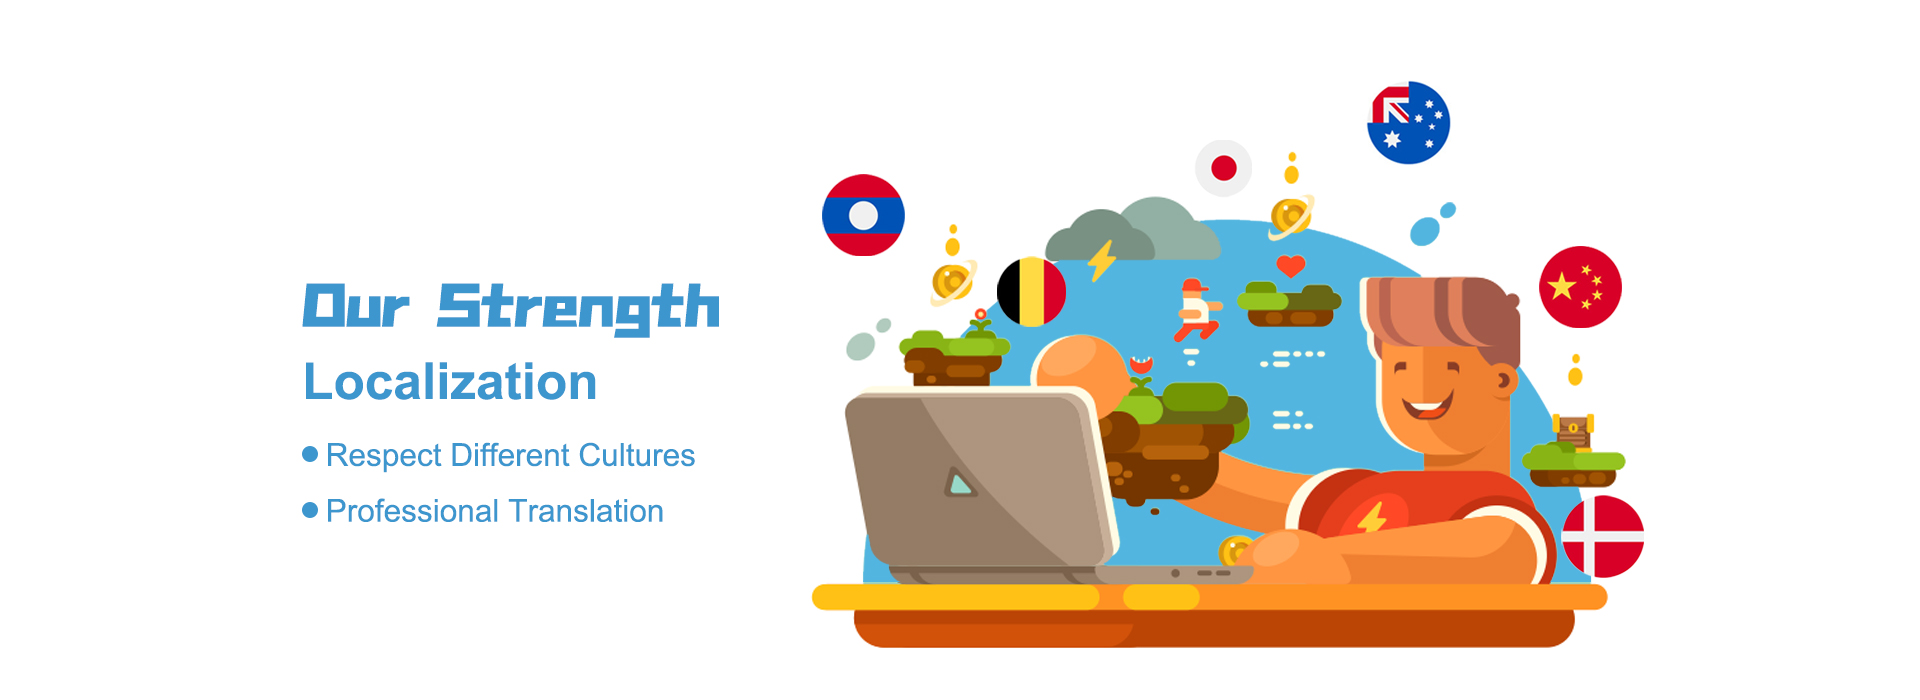 Our Strength
Localization
● Respect Different Cultures
● Professional Translation